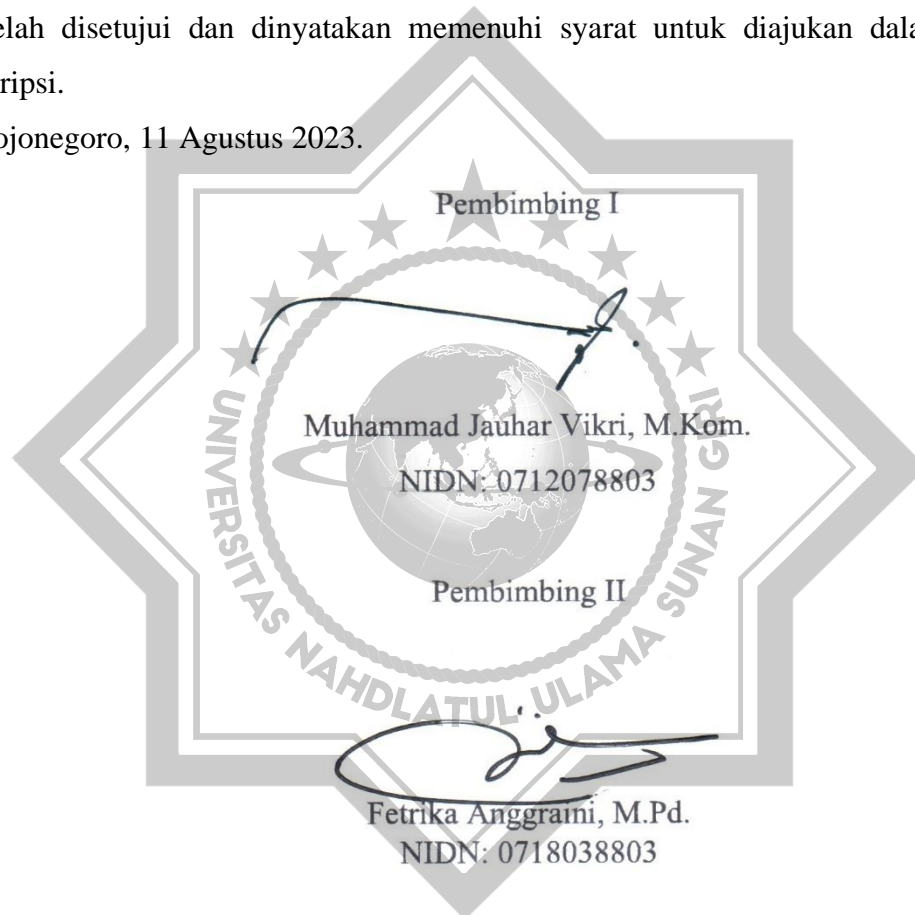 elah disetujui dan dinyatakan memenuhi syarat untuk diajukan dala
ripsi.
ojonegoro, 11 Agustus 2023.
Pembimbing I
Muhammad Jauhar Vikri, M.Kom.
NIDN: 0712078803
Pembimbing II
Fetrika Anggraini, M.Pd.
NIDN: 0718038803
UNIVERSITAS NAHDLATUL ULAMA SUNAN GIRI